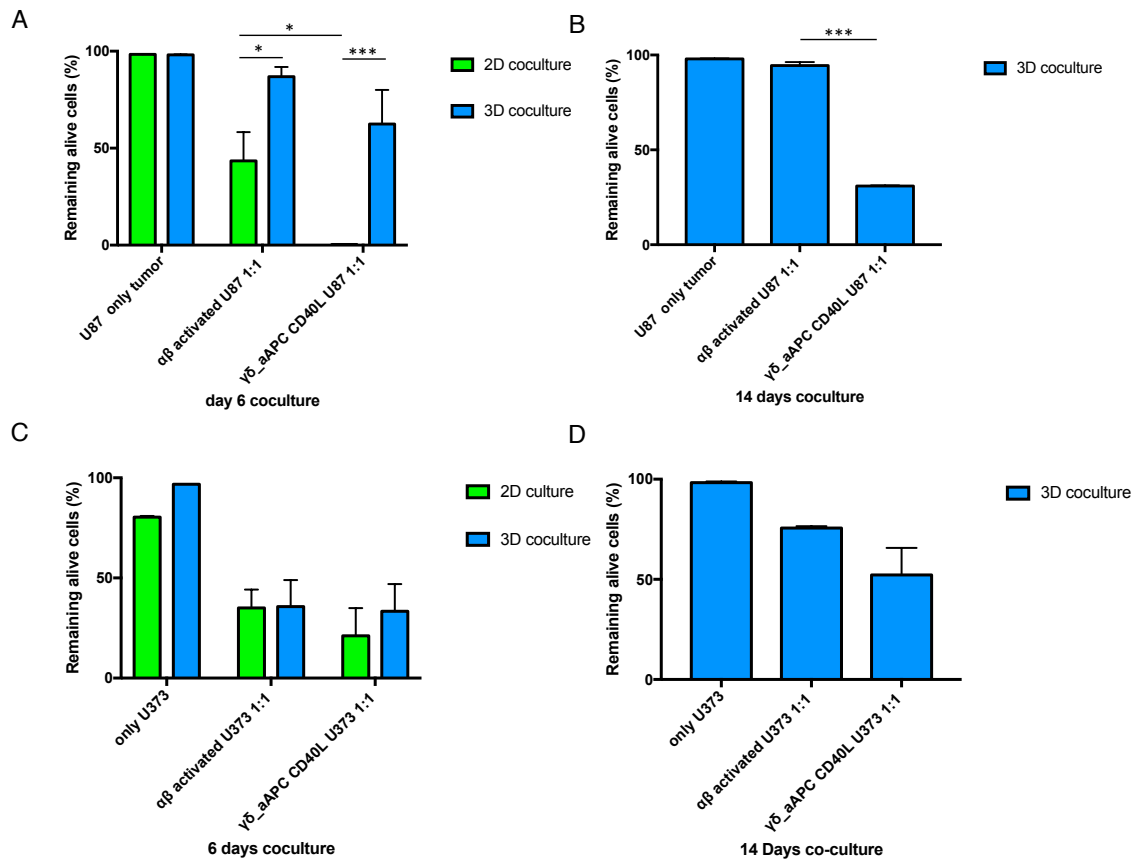 A
Remaining alive cells (%)
100
50
0
*
*
***
2D coculture
3D coculture
U87  only tumor
αβ activated U87 1:1
γδ_aAPC CD40L U87 1:1
day 6 coculture
B
Remaining alive cells (%)
100
50
0
***
3D coculture
U87 only tumor
αβ activated U87 1:1
γδ_aAPC CD40L U87 1:1
14 days coculture
C
Remaining alive cells (%)
100
50
0
2D culture
3D coculture
only U373
αβ activated U373 1:1
γδ_aAPC CD40L U373 1:1
6 days coculture
D
Remaining alive cells (%)
100
50
0
3D coculture
only U373
αβ activated U373 1:1
γδ_aAPC CD40L U373 1:1
14 Days co-culture